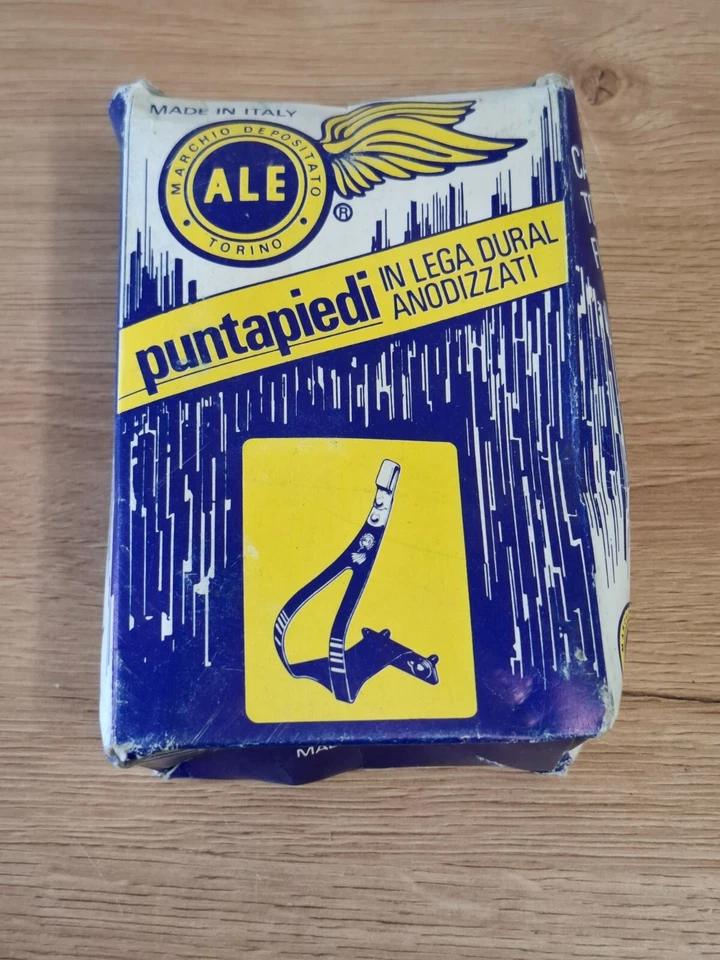 MADE IN ITALY
MARCHIO DEPOSITATO
ALE
TORINO
®
puntapiedi
IN LEGA DURAL
ANODIZZATI